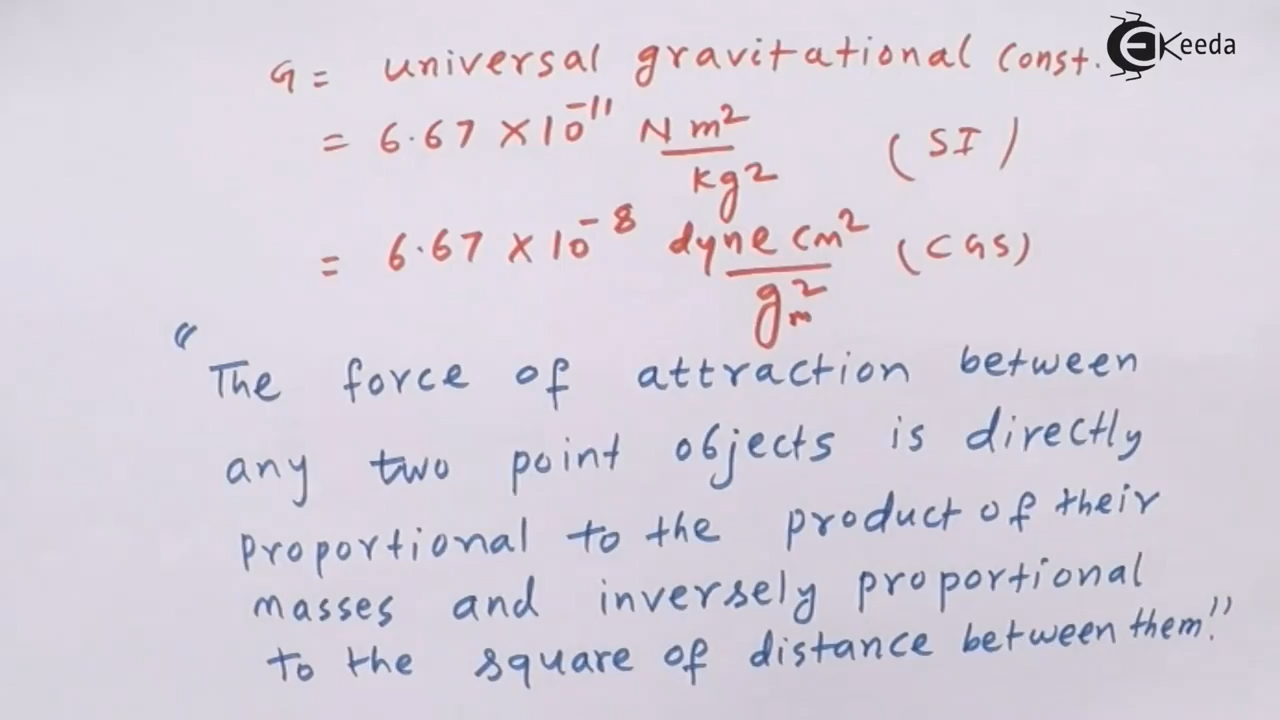 G = universal gravitational const.
= 6.67 × 10⁻¹¹ N m² / kg² (SI)
= 6.67 × 10⁻⁸ dyne cm² / gm² (CGS)
"The force of attraction between
any two point objects is directly
proportional to the product of their
masses and inversely proportional
to the square of distance between them."
EKeeda